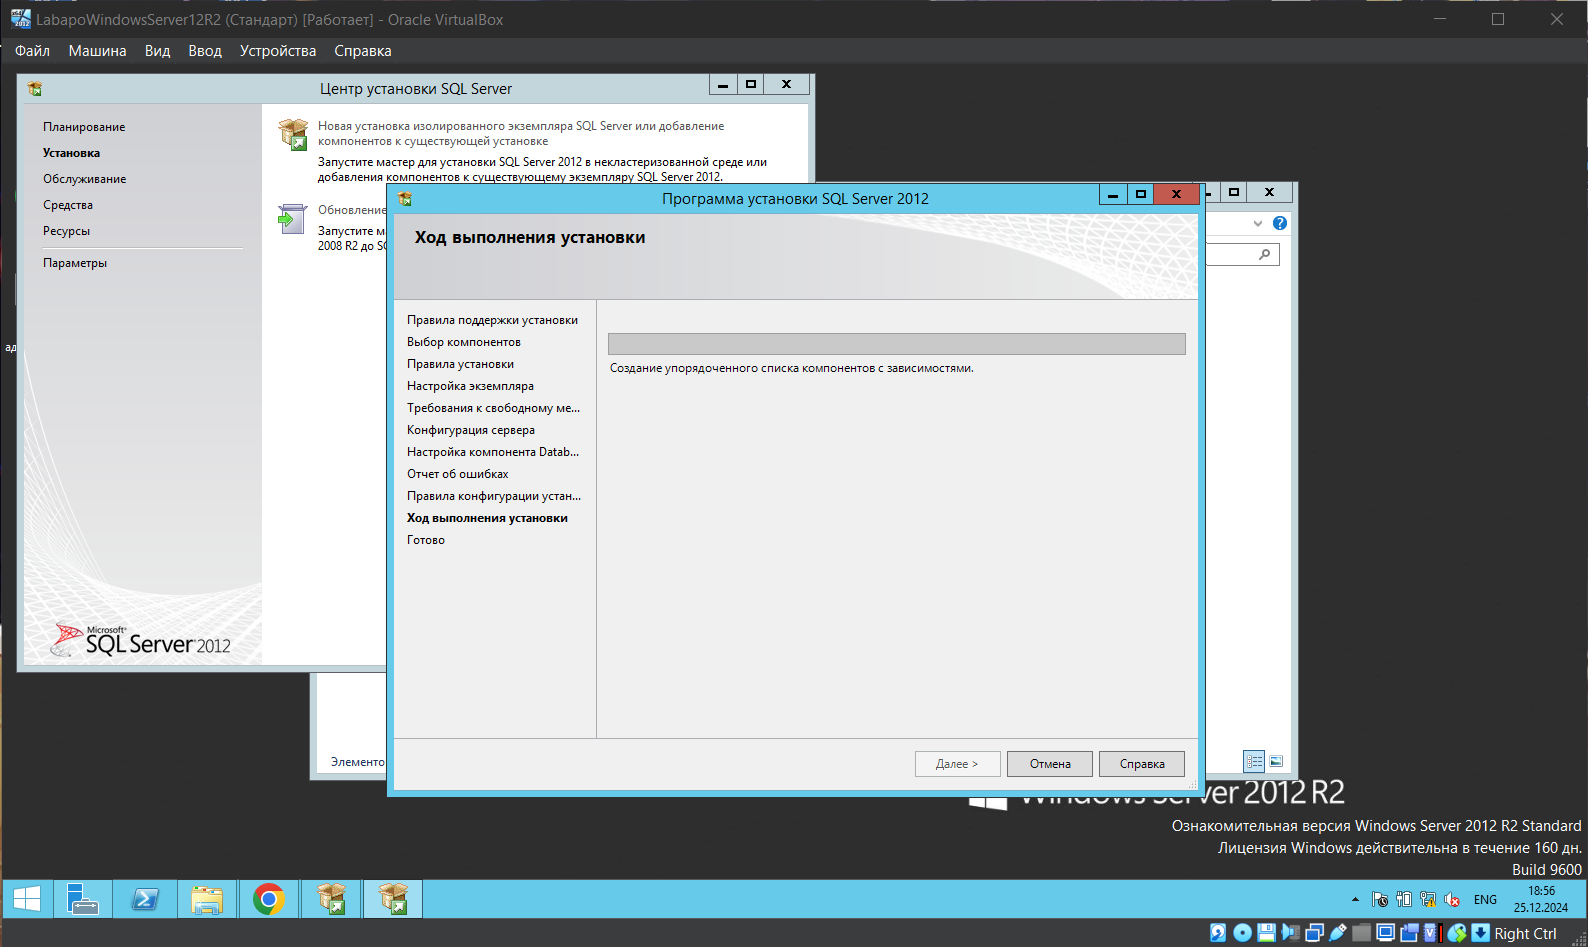 LabapoWindowsServer12R2 (Стандарт) [Работает] - Oracle VirtualBox
Файл Машина Вид Ввод Устройства Справка
Центр установки SQL Server
Планирование
Установка
Обслуживание
Средства
Ресурсы
Параметры
Новая установка изолированного экземпляра SQL Server или добавление
компонентов к существующей установке
Запустите мастер для установки SQL Server 2012 в некластеризованной среде или
добавления компонентов к существующему экземпляру SQL Server 2012.
Обновление
Запустите м
2008 R2 до SQ
Microsoft
SQL Server 2012
Программа установки SQL Server 2012
Ход выполнения установки
Правила поддержки установки
Выбор компонентов
Правила установки
Настройка экземпляра
Требования к свободному ме...
Конфигурация сервера
Настройка компонента Datab...
Отчет об ошибках
Правила конфигурации устан...
Ход выполнения установки
Готово
Создание упорядоченного списка компонентов с зависимостями.
Далее > Отмена Справка
ад
Элементо
Windows Server 2012 R2
Ознакомительная версия Windows Server 2012 R2 Standard
Лицензия Windows действительна в течение 160 дн.
Build 9600
ENG
18:56
25.12.2024
Right Ctrl